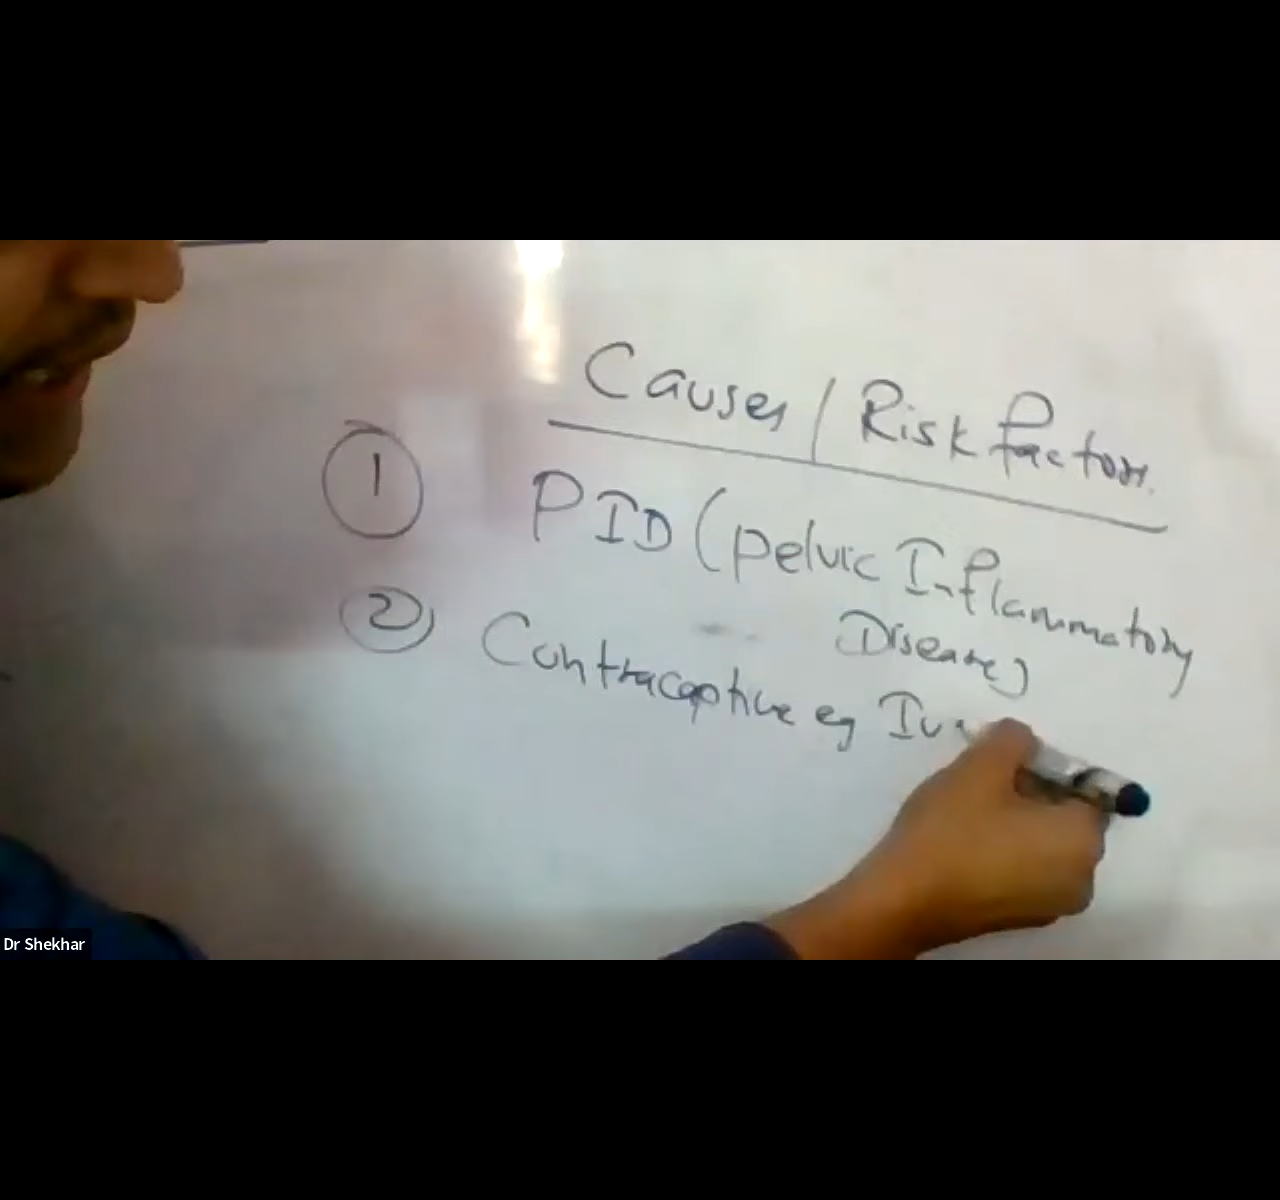 Causes / Risk factors.
① PID (Pelvic Inflammatory
Disease)
② Contraceptive eg
Dr Shekhar